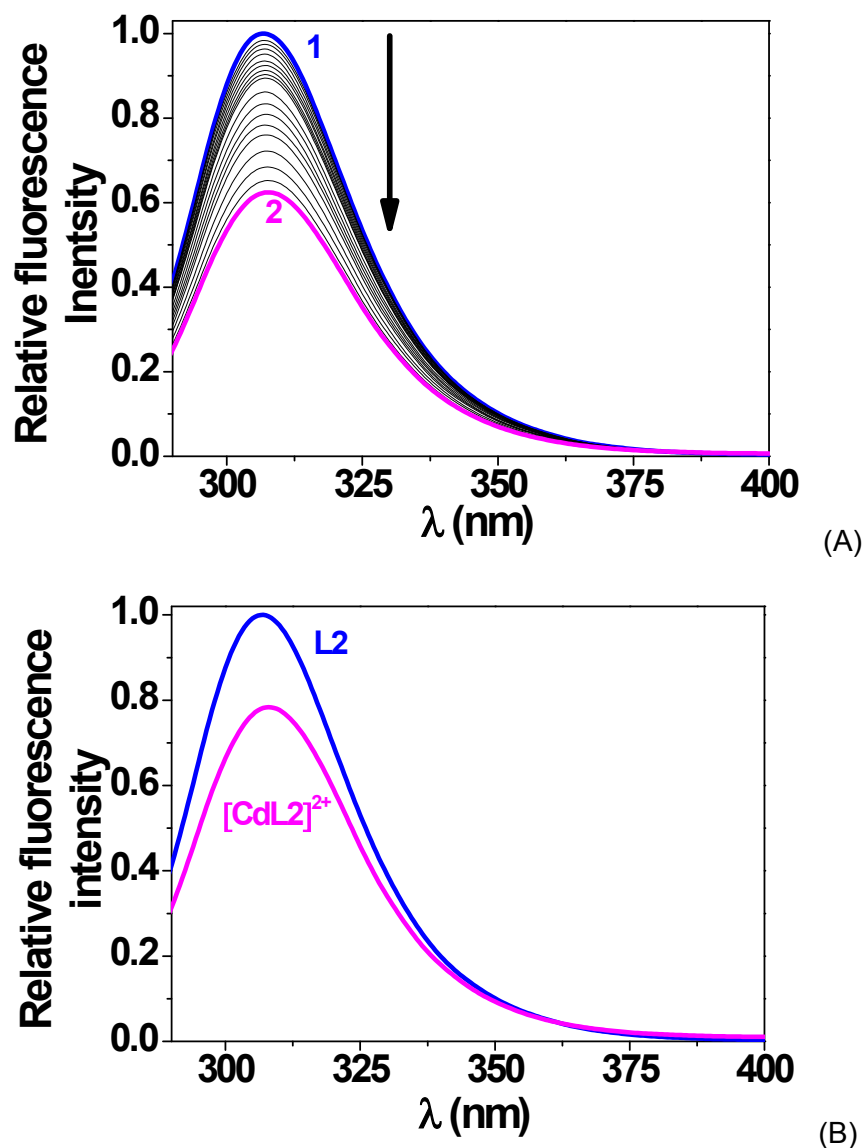 Relative fluorescence
Inentsity
1.0
0.8
0.6
0.4
0.2
0.0
1
2
300
325
350
375
400
λ (nm)
(A)
Relative fluorescence
intensity
1.0
0.8
0.6
0.4
0.2
0.0
L2
[CdL2]²⁺
300
325
350
375
400
λ (nm)
(B)